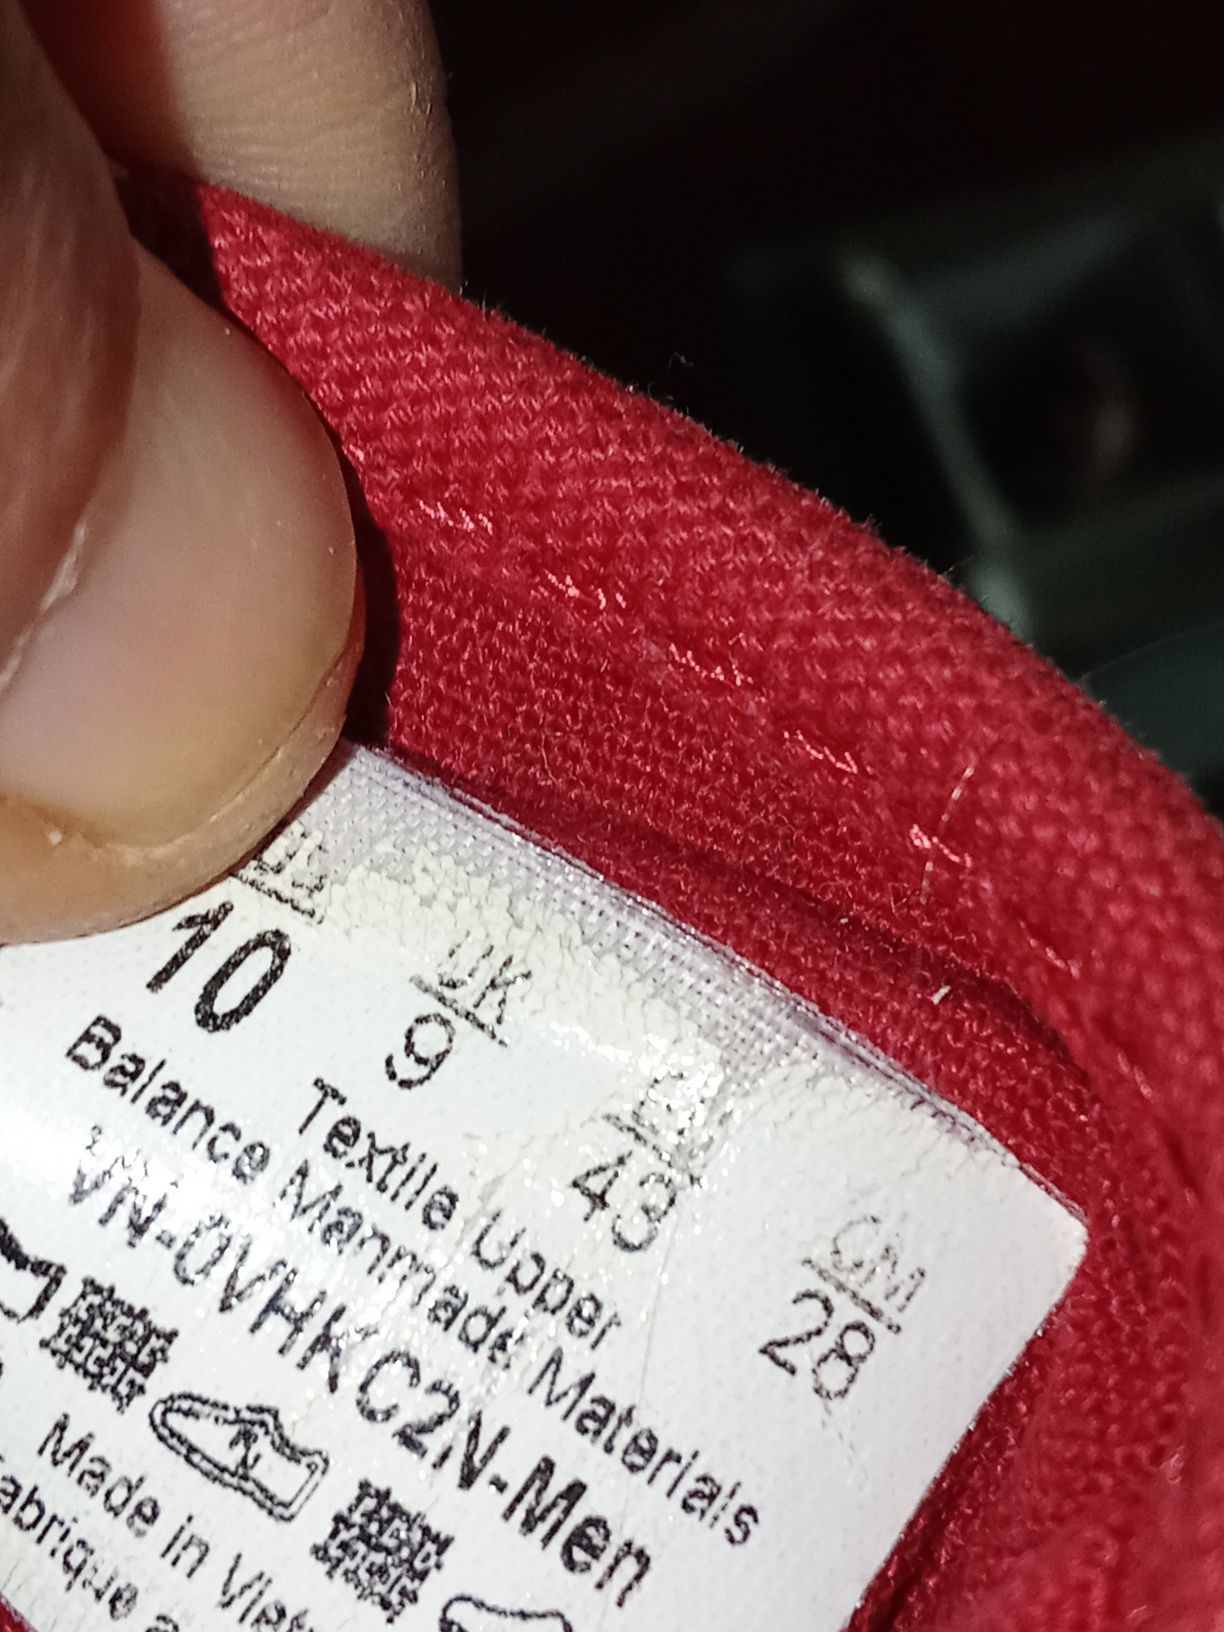 10
UK
9
43
CM
28
Textile Upper
Balance Manmade Materials
VN-0VHKC2N-Men
Made in